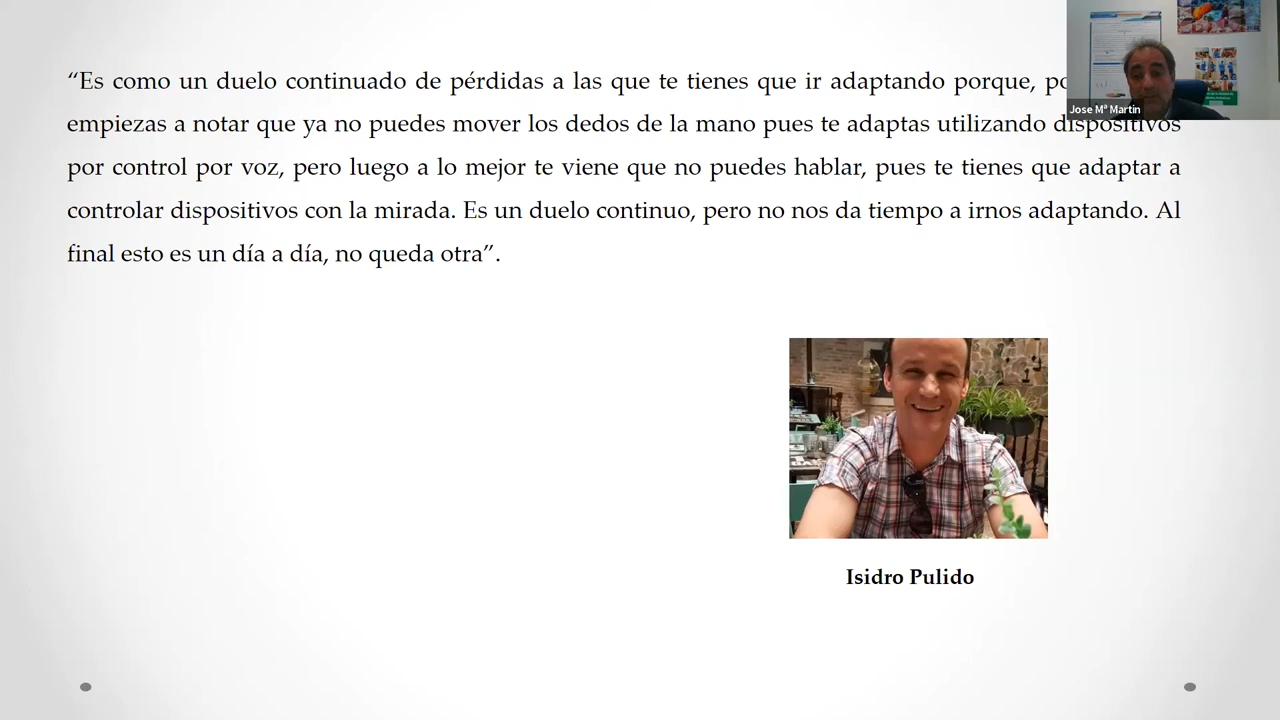 “Es como un duelo continuado de pérdidas a las que te tienes que ir adaptando porque,
empiezas a notar que ya no puedes mover los dedos de la mano pues te adaptas utilizando dispositivos
por control por voz, pero luego a lo mejor te viene que no puedes hablar, pues te tienes que adaptar a
controlar dispositivos con la mirada. Es un duelo continuo, pero no nos da tiempo a irnos adaptando. Al
final esto es un día a día, no queda otra”.
Jose Mª Martín
Isidro Pulido